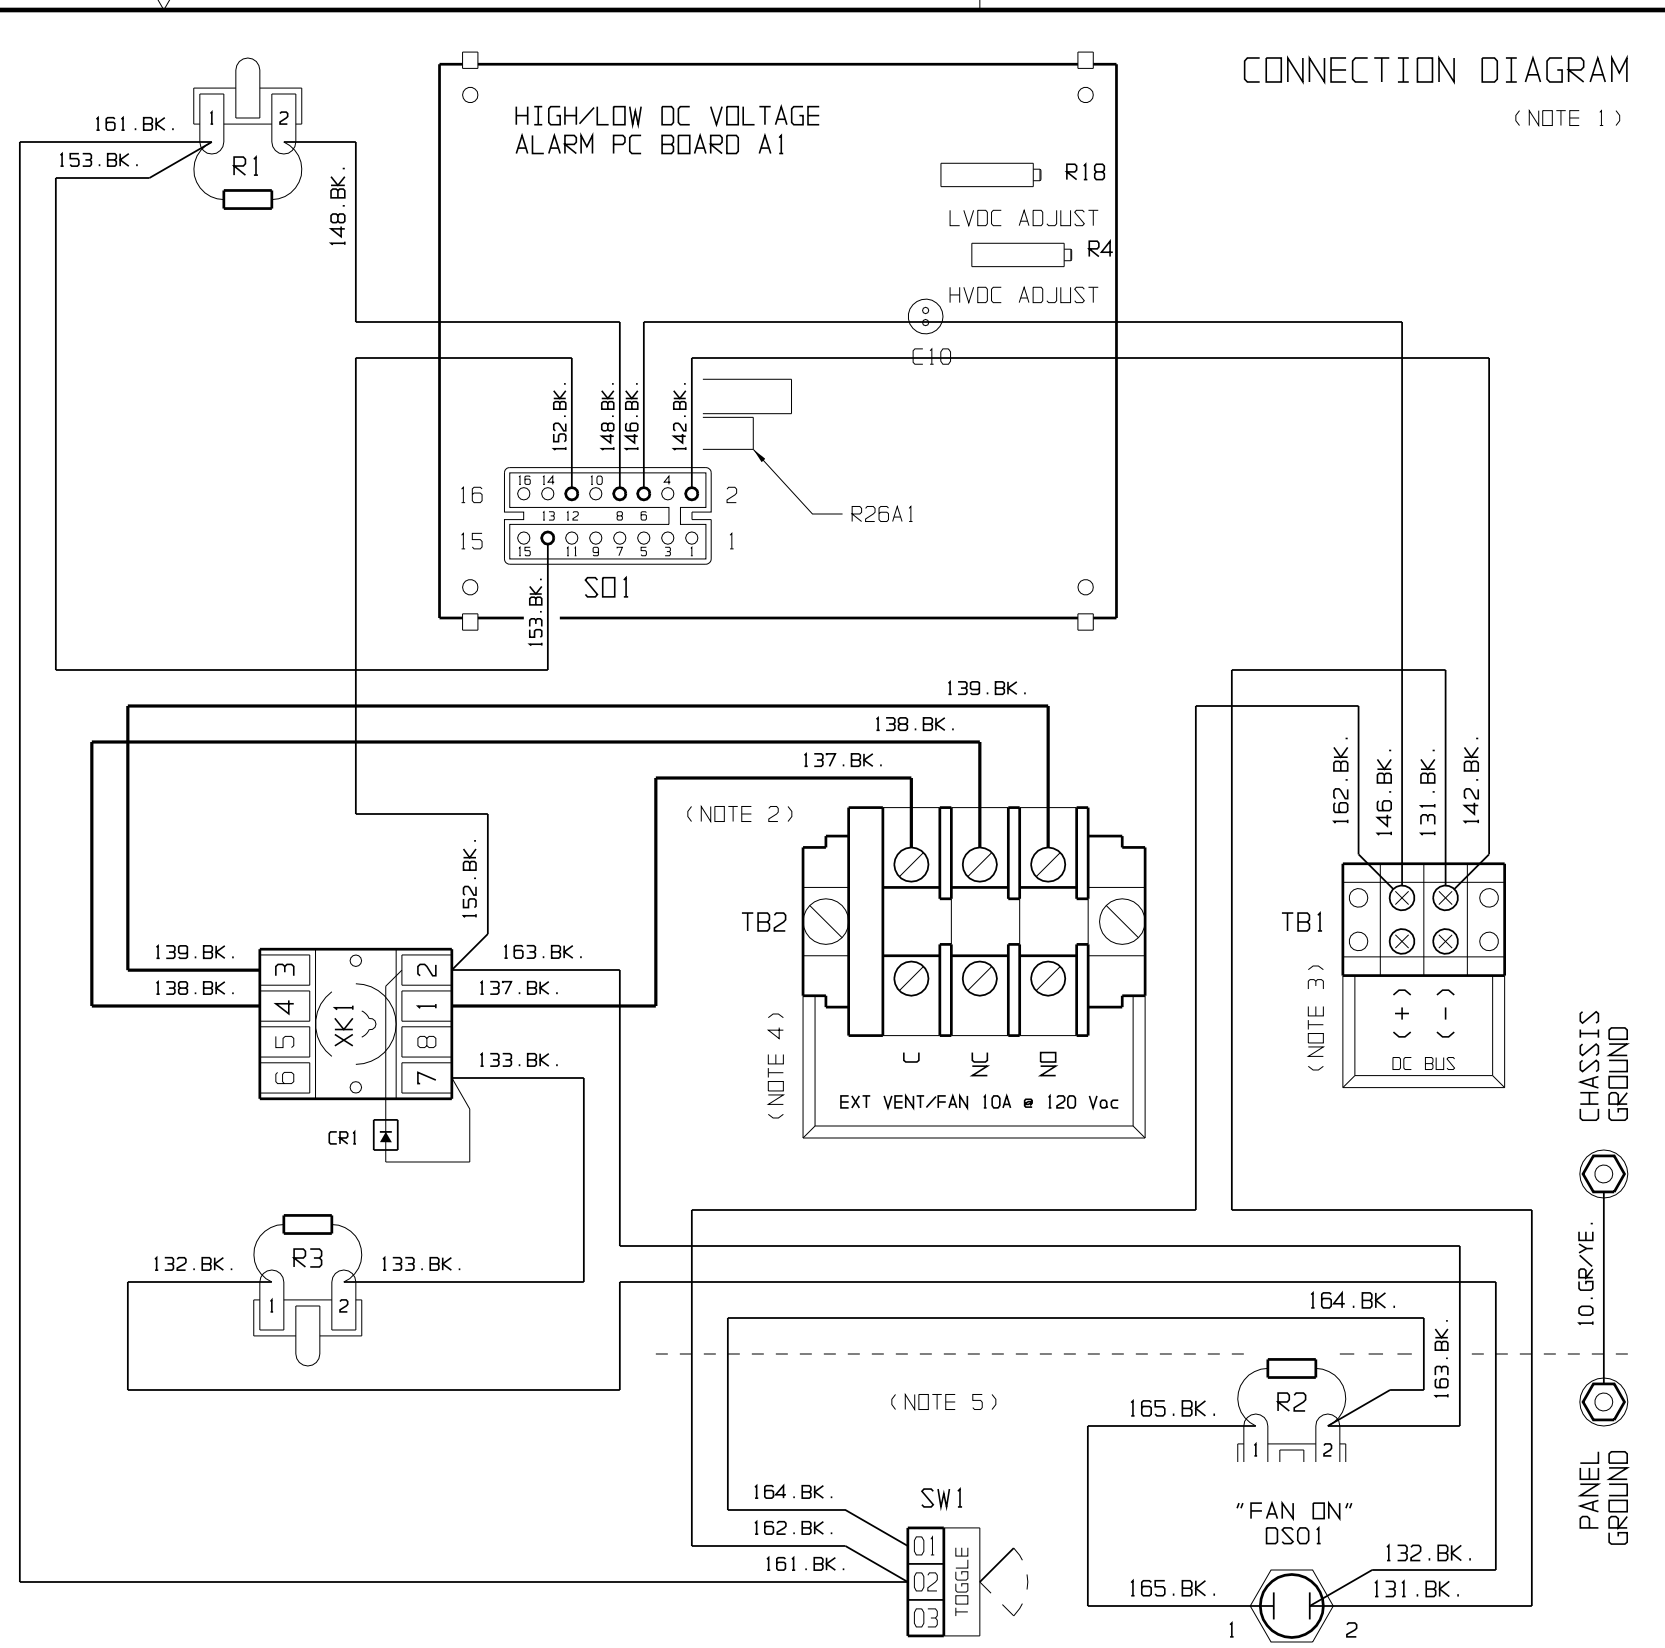 CONNECTION DIAGRAM
(NOTE 1)
HIGH/LOW DC VOLTAGE
ALARM PC BOARD A1
161.BK.
153.BK.
1
2
R1
148.BK.
R18
LVDC ADJUST
R4
HVDC ADJUST
C10
152.BK.
148.BK.
146.BK.
142.BK.
16 14 10 4
16
2
13 12 8 6
15
1
15 11 9 7 5 3 1
R26A1
S01
153.BK.
139.BK.
138.BK.
137.BK.
(NOTE 2)
162.BK.
146.BK.
131.BK.
142.BK.
152.BK.
TB2
TB1
139.BK.
138.BK.
163.BK.
137.BK.
133.BK.
3
4
5
6
XK1
2
1
8
7
CR1
(NOTE 4)
C
NC
NO
EXT VENT/FAN 10A @ 120 Vac
(NOTE 3)
(+)
(-)
DC BUS
CHASSIS
GROUND
10.GR/YE.
PANEL
GROUND
R3
132.BK.
133.BK.
1
2
164.BK.
163.BK.
(NOTE 5)
165.BK.
R2
1
2
164.BK.
162.BK.
161.BK.
SW1
01
02
03
TOGGLE
"FAN ON"
DS01
165.BK.
132.BK.
131.BK.
1
2